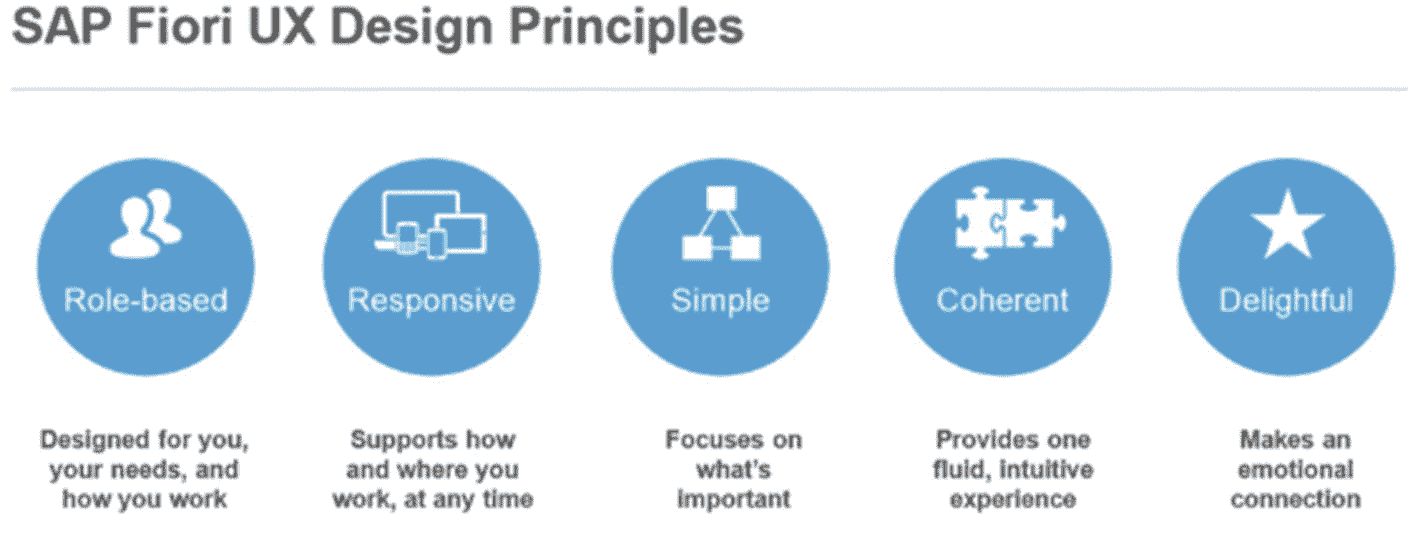 SAP Fiori UX Design Principles
Role-based
Responsive
Simple
Coherent
Delightful
Designed for you,
your needs, and
how you work
Supports how
and where you
work, at any time
Focuses on
what's
important
Provides one
fluid, intuitive
experience
Makes an
emotional
connection